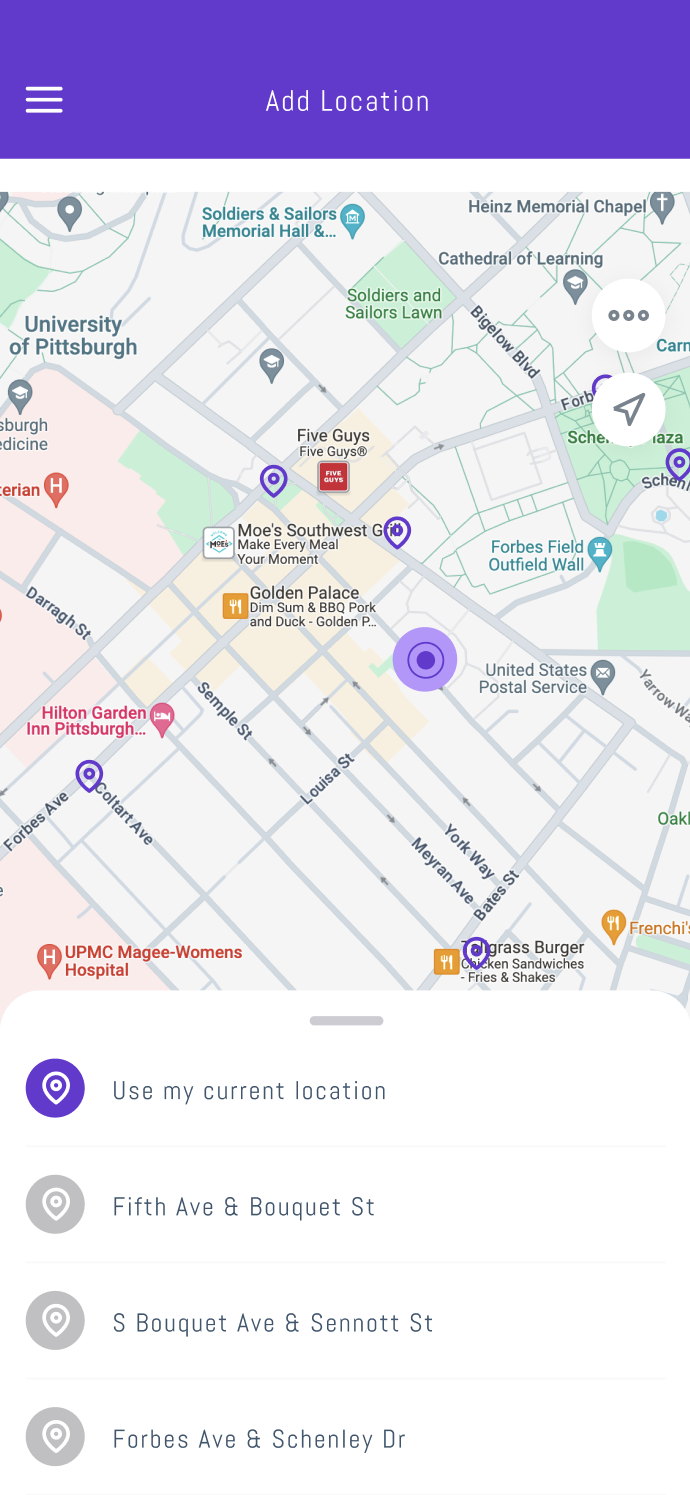 Add Location
Soldiers & Sailors
Memorial Hall &...
Heinz Memorial Chapel
Cathedral of Learning
Soldiers and
Sailors Lawn
Bigelow Blvd
University
of Pittsburgh
Carn
Forb
sburgh
edicine
Five Guys
Five Guys®
FIVE
GUYS
Sche
aza
Schenl
terian
H
Moe's Southwest Grill
MOE'S
Make Every Meal
Your Moment
Forbes Field
Outfield Wall
Golden Palace
Dim Sum & BBQ Pork
and Duck - Golden P...
Darragh St
United States
Postal Service
Yarrow Wa
Semple St
Hilton Garden
Inn Pittsburgh...
Louisa St
Forbes Ave
Coltart Ave
Oakl
York Way
Meyran Ave
Bates St
e
Frenchi's
H
UPMC Magee-Womens
Hospital
Tallgrass Burger
Chicken Sandwiches
- Fries & Shakes
Use my current location
Fifth Ave & Bouquet St
S Bouquet Ave & Sennott St
Forbes Ave & Schenley Dr